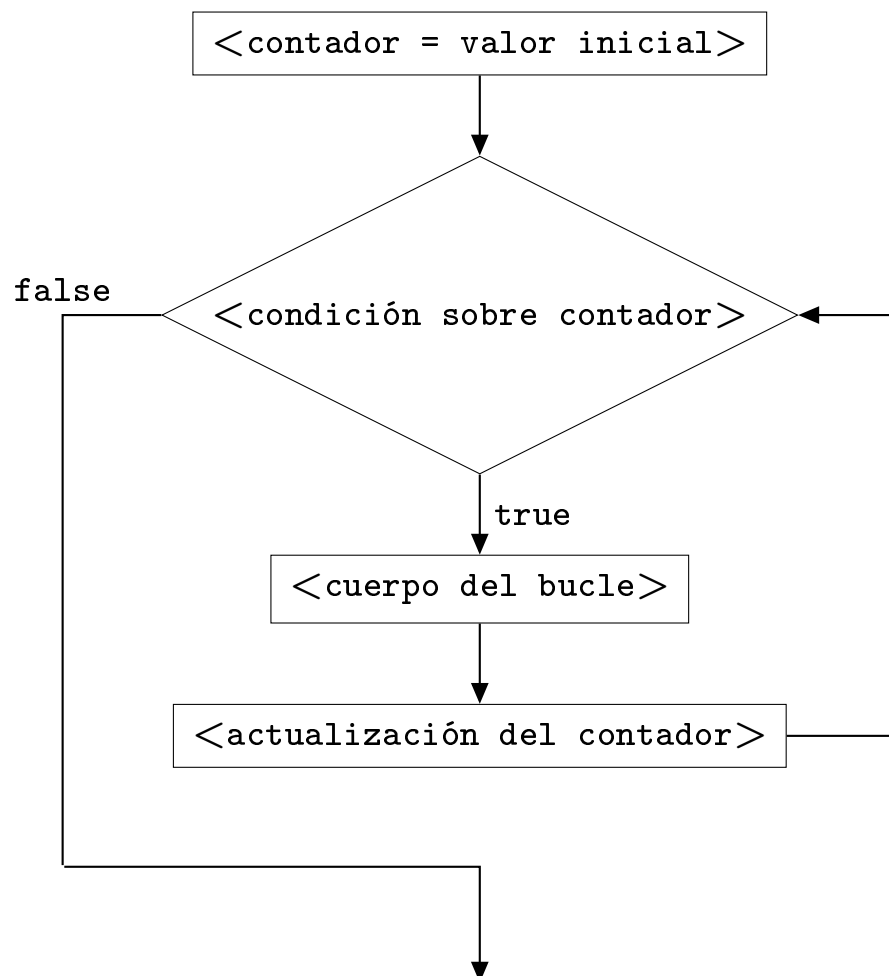 <contador = valor inicial>
false
<condición sobre contador>
true
<cuerpo del bucle>
<actualización del contador>